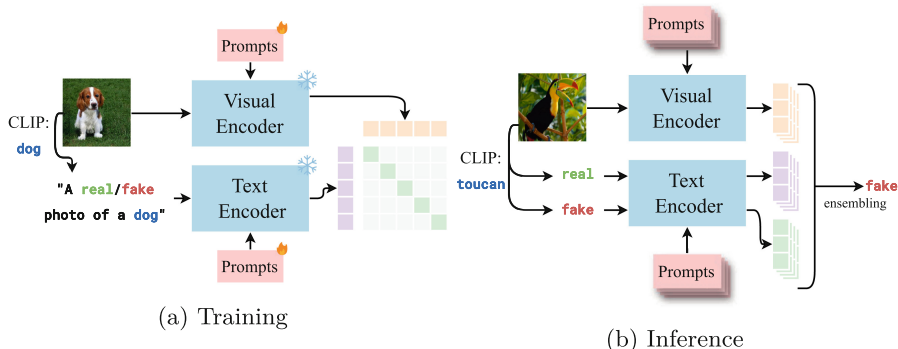 Prompts
Visual
Encoder
CLIP:
dog
"A real/fake
photo of a dog"
Text
Encoder
Prompts
(a) Training
Prompts
Visual
Encoder
CLIP:
toucan
real
fake
Text
Encoder
fake
ensembling
Prompts
(b) Inference